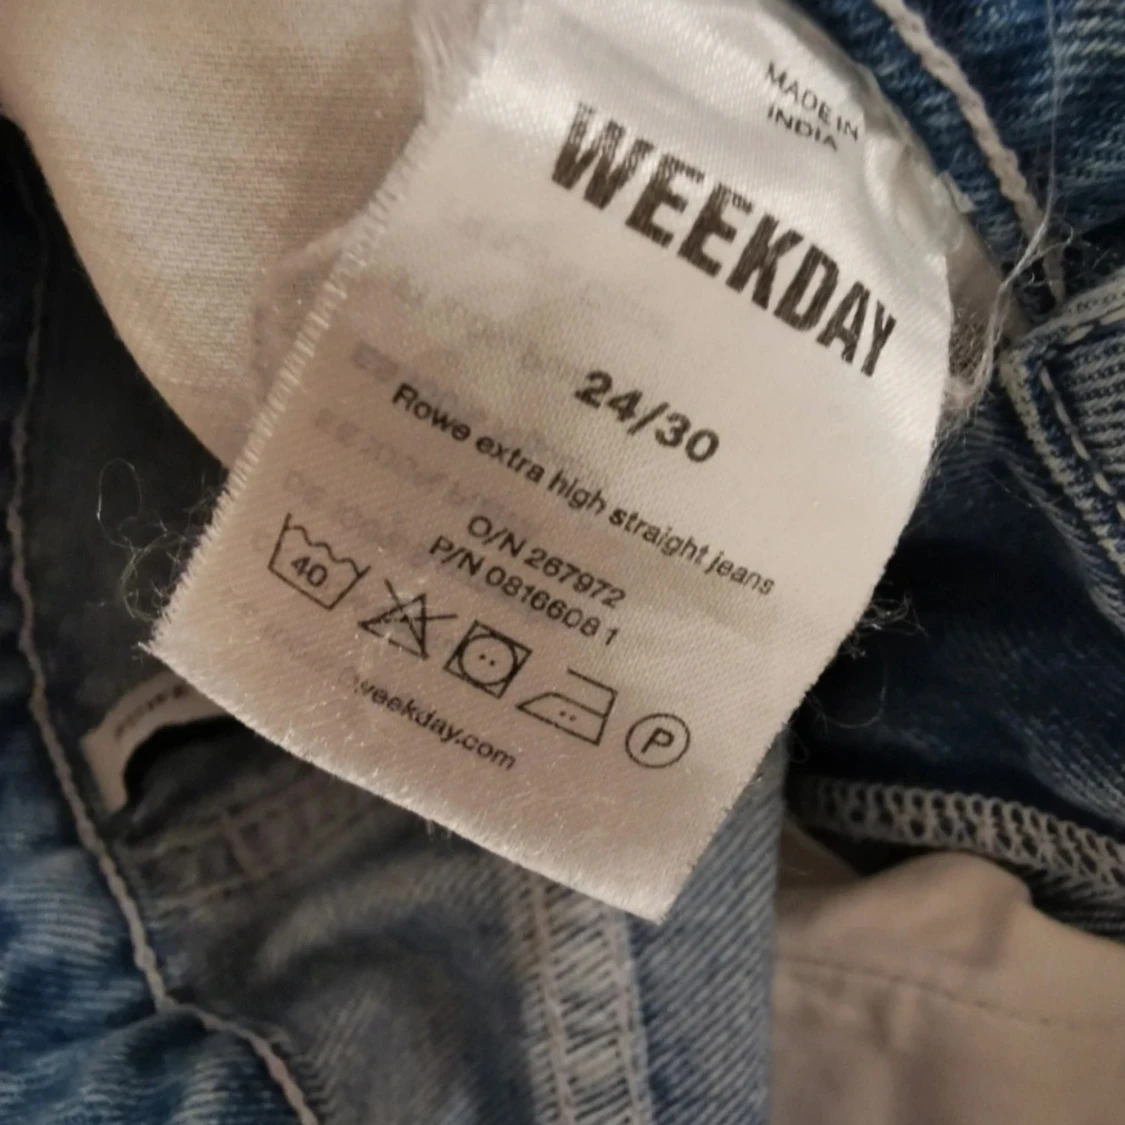 MADE IN
INDIA
WEEKDAY
24/30
Rowe extra high straight jeans
O/N 267972
P/N 0816608 1
40
P
weekday.com